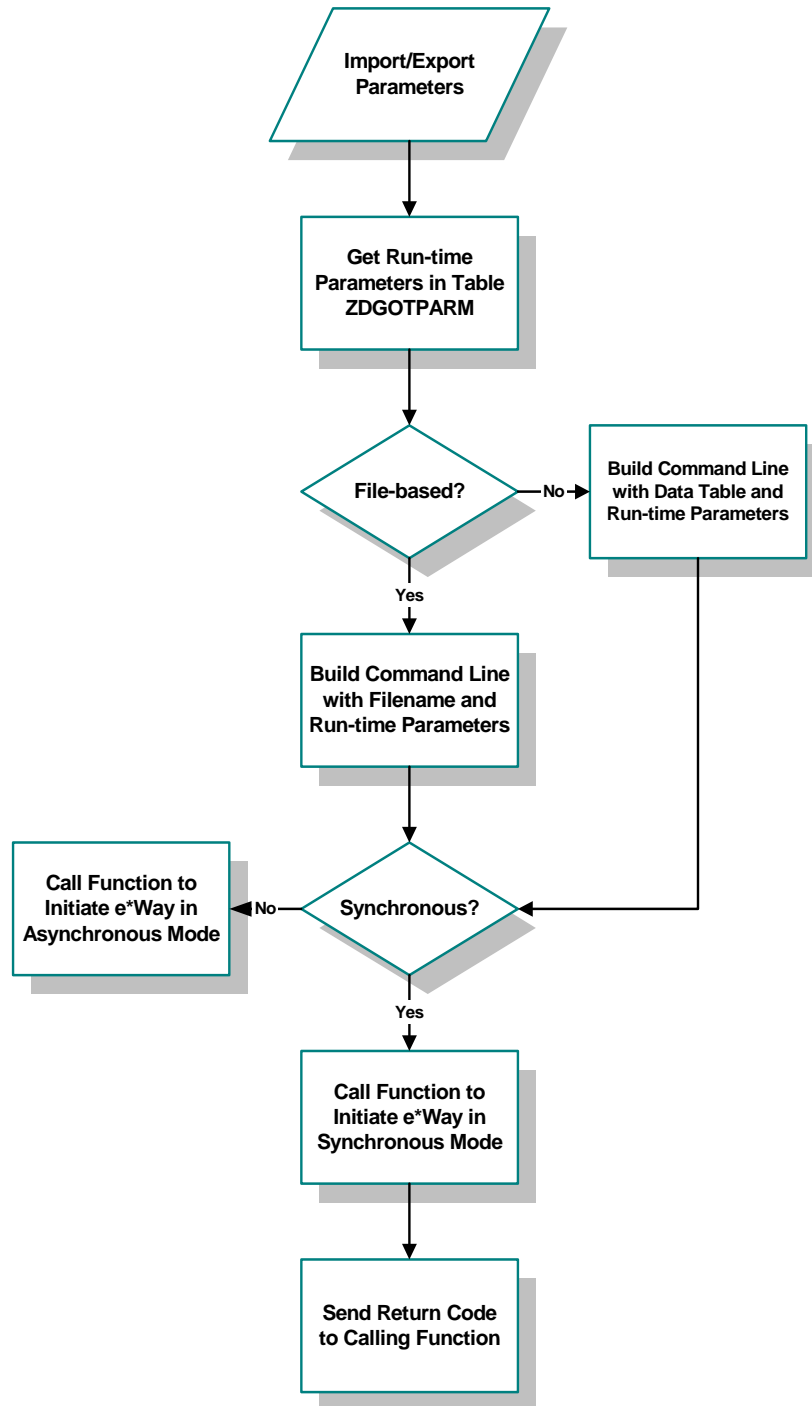 Import/Export
Parameters
Get Run-time
Parameters in Table
ZDGOTPARM
File-based?
No
Build Command Line
with Data Table and
Run-time Parameters
Yes
Build Command Line
with Filename and
Run-time Parameters
Call Function to
Initiate e*Way in
Asynchronous Mode
No
Synchronous?
Yes
Call Function to
Initiate e*Way in
Synchronous Mode
Send Return Code
to Calling Function